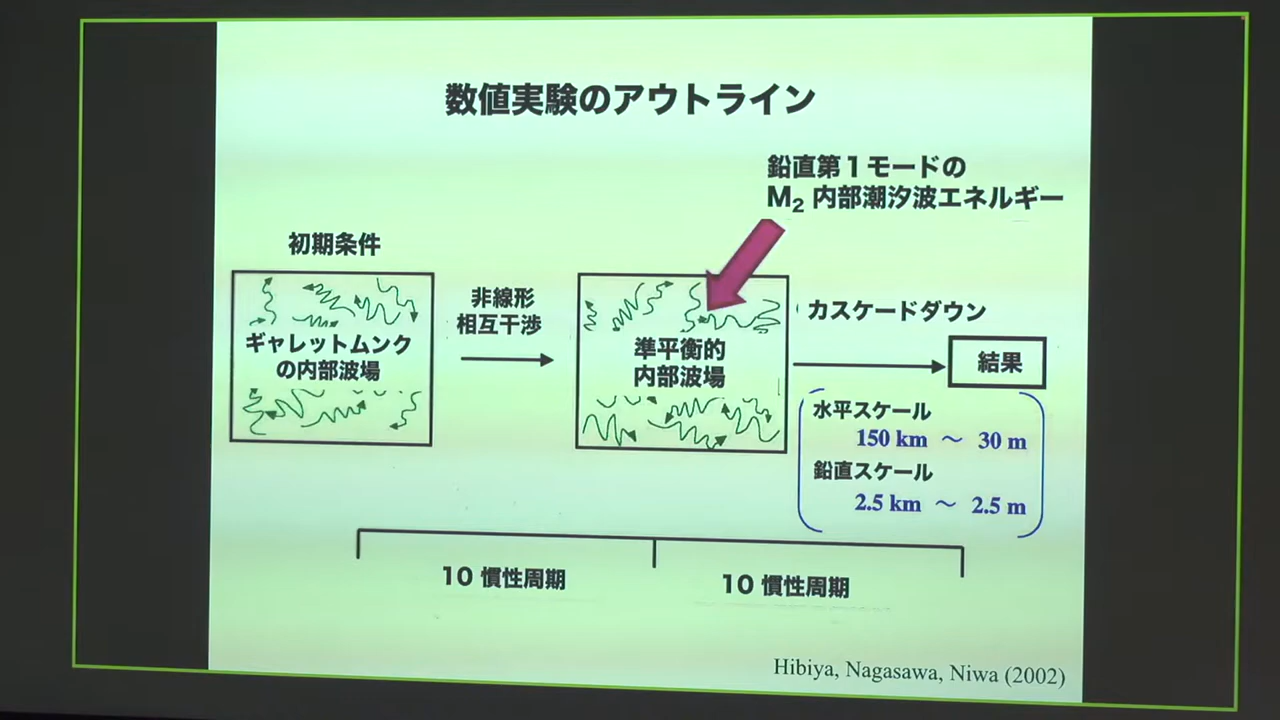 数値実験のアウトライン
鉛直第1モードの
M₂ 内部潮汐波エネルギー
初期条件
ギャレットムンク
の内部波場
非線形
相互干渉
準平衡的
内部波場
カスケードダウン
結果
水平スケール
150 km ～ 30 m
鉛直スケール
2.5 km ～ 2.5 m
10 慣性周期
10 慣性周期
Hibiya, Nagasawa, Niwa (2002)